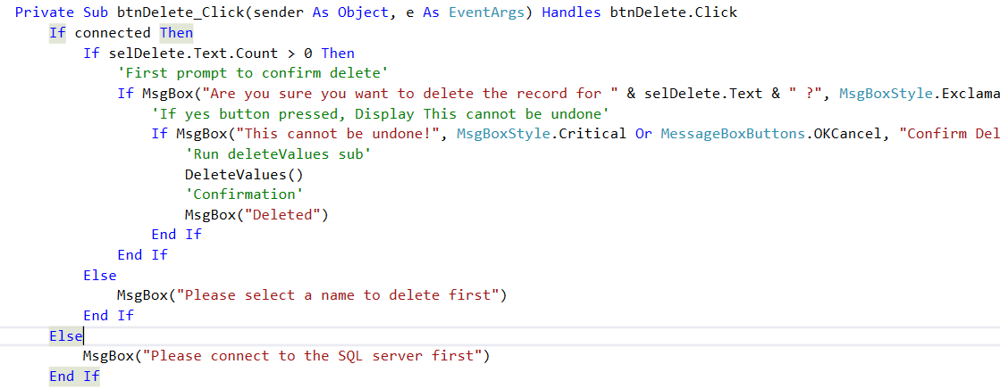 Private Sub btnDelete_Click(sender As Object, e As EventArgs) Handles btnDelete.Click
If connected Then
If selDelete.Text.Count > 0 Then
'First prompt to confirm delete'
If MsgBox("Are you sure you want to delete the record for " & selDelete.Text & " ?", MsgBoxStyle.Exclama
'If yes button pressed, Display This cannot be undone'
If MsgBox("This cannot be undone!", MsgBoxStyle.Critical Or MessageBoxButtons.OKCancel, "Confirm Del
'Run deleteValues sub'
DeleteValues()
'Confirmation'
MsgBox("Deleted")
End If
End If
Else
MsgBox("Please select a name to delete first")
End If
Else
MsgBox("Please connect to the SQL server first")
End If